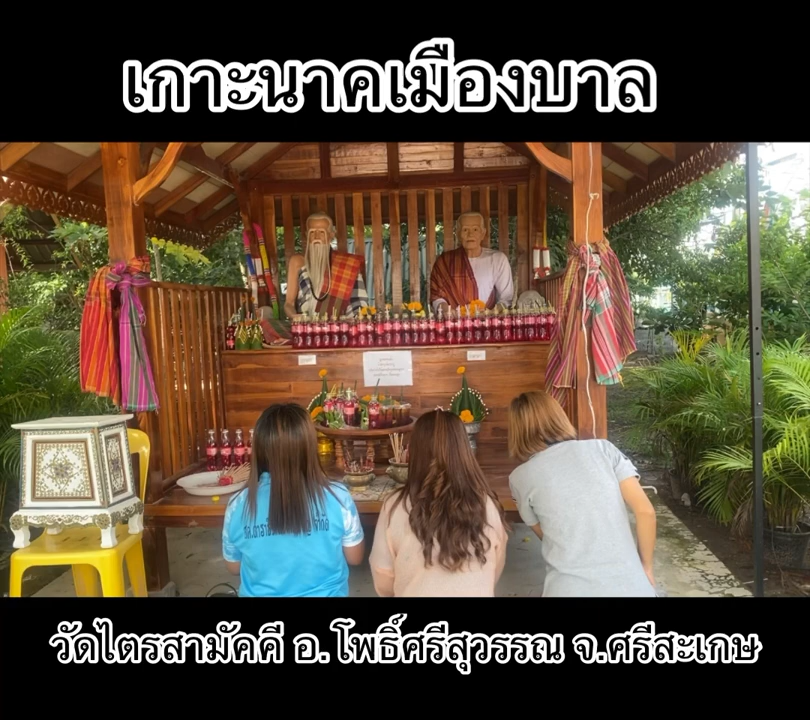 เกาะนาคเมืองบาล
วัดไตรสามัคคี อ.โพธิ์ศรีสุวรรณ จ.ศรีสะเกษ